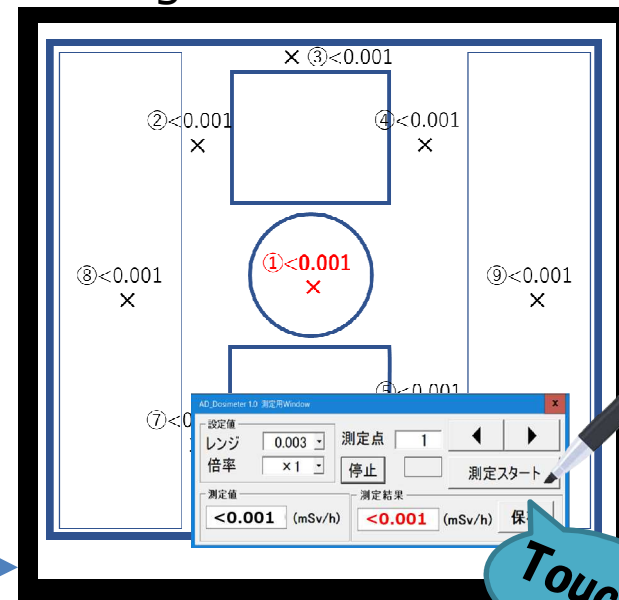 ×③<0.001
②<0.001
④<0.001
①<0.001
⑧<0.001
⑨<0.001
AD_Dosimeter 1.0 測定用Window
x
設定値
レンジ 0.003
倍率 ×1
測定点 1
停止
測定スタート
測定値
<0.001 (mSv/h)
測定結果
<0.001 (mSv/h)